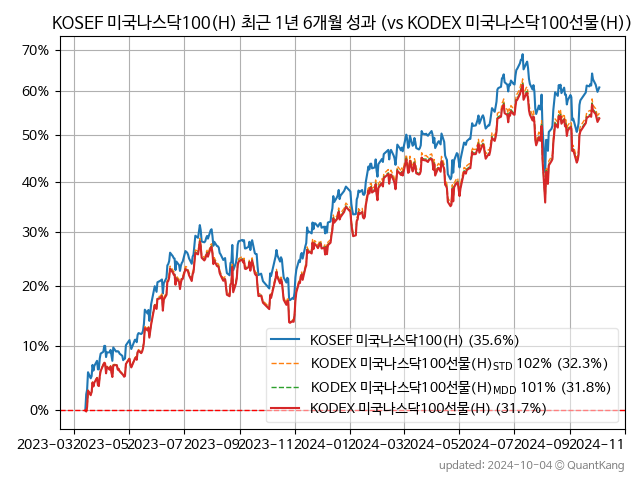 KOSEF 미국나스닥100(H) 최근 1년 6개월 성과 (vs KODEX 미국나스닥100선물(H))
70%
60%
50%
40%
30%
20%
10%
0%
KOSEF 미국나스닥100(H) (35.6%)
KODEX 미국나스닥100선물(H)STD 102% (32.3%)
KODEX 미국나스닥100선물(H)MDD 101% (31.8%)
KODEX 미국나스닥100선물(H) (31.7%)
2023-03 2023-05 2023-07 2023-09 2023-11 2024-01 2024-03 2024-05 2024-07 2024-09 2024-11
updated: 2024-10-04 © QuantKang